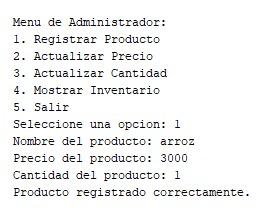 Menu de Administrador:
1. Registrar Producto
2. Actualizar Precio
3. Actualizar Cantidad
4. Mostrar Inventario
5. Salir
Seleccione una opcion: 1
Nombre del producto: arroz
Precio del producto: 3000
Cantidad del producto: 1
Producto registrado correctamente.